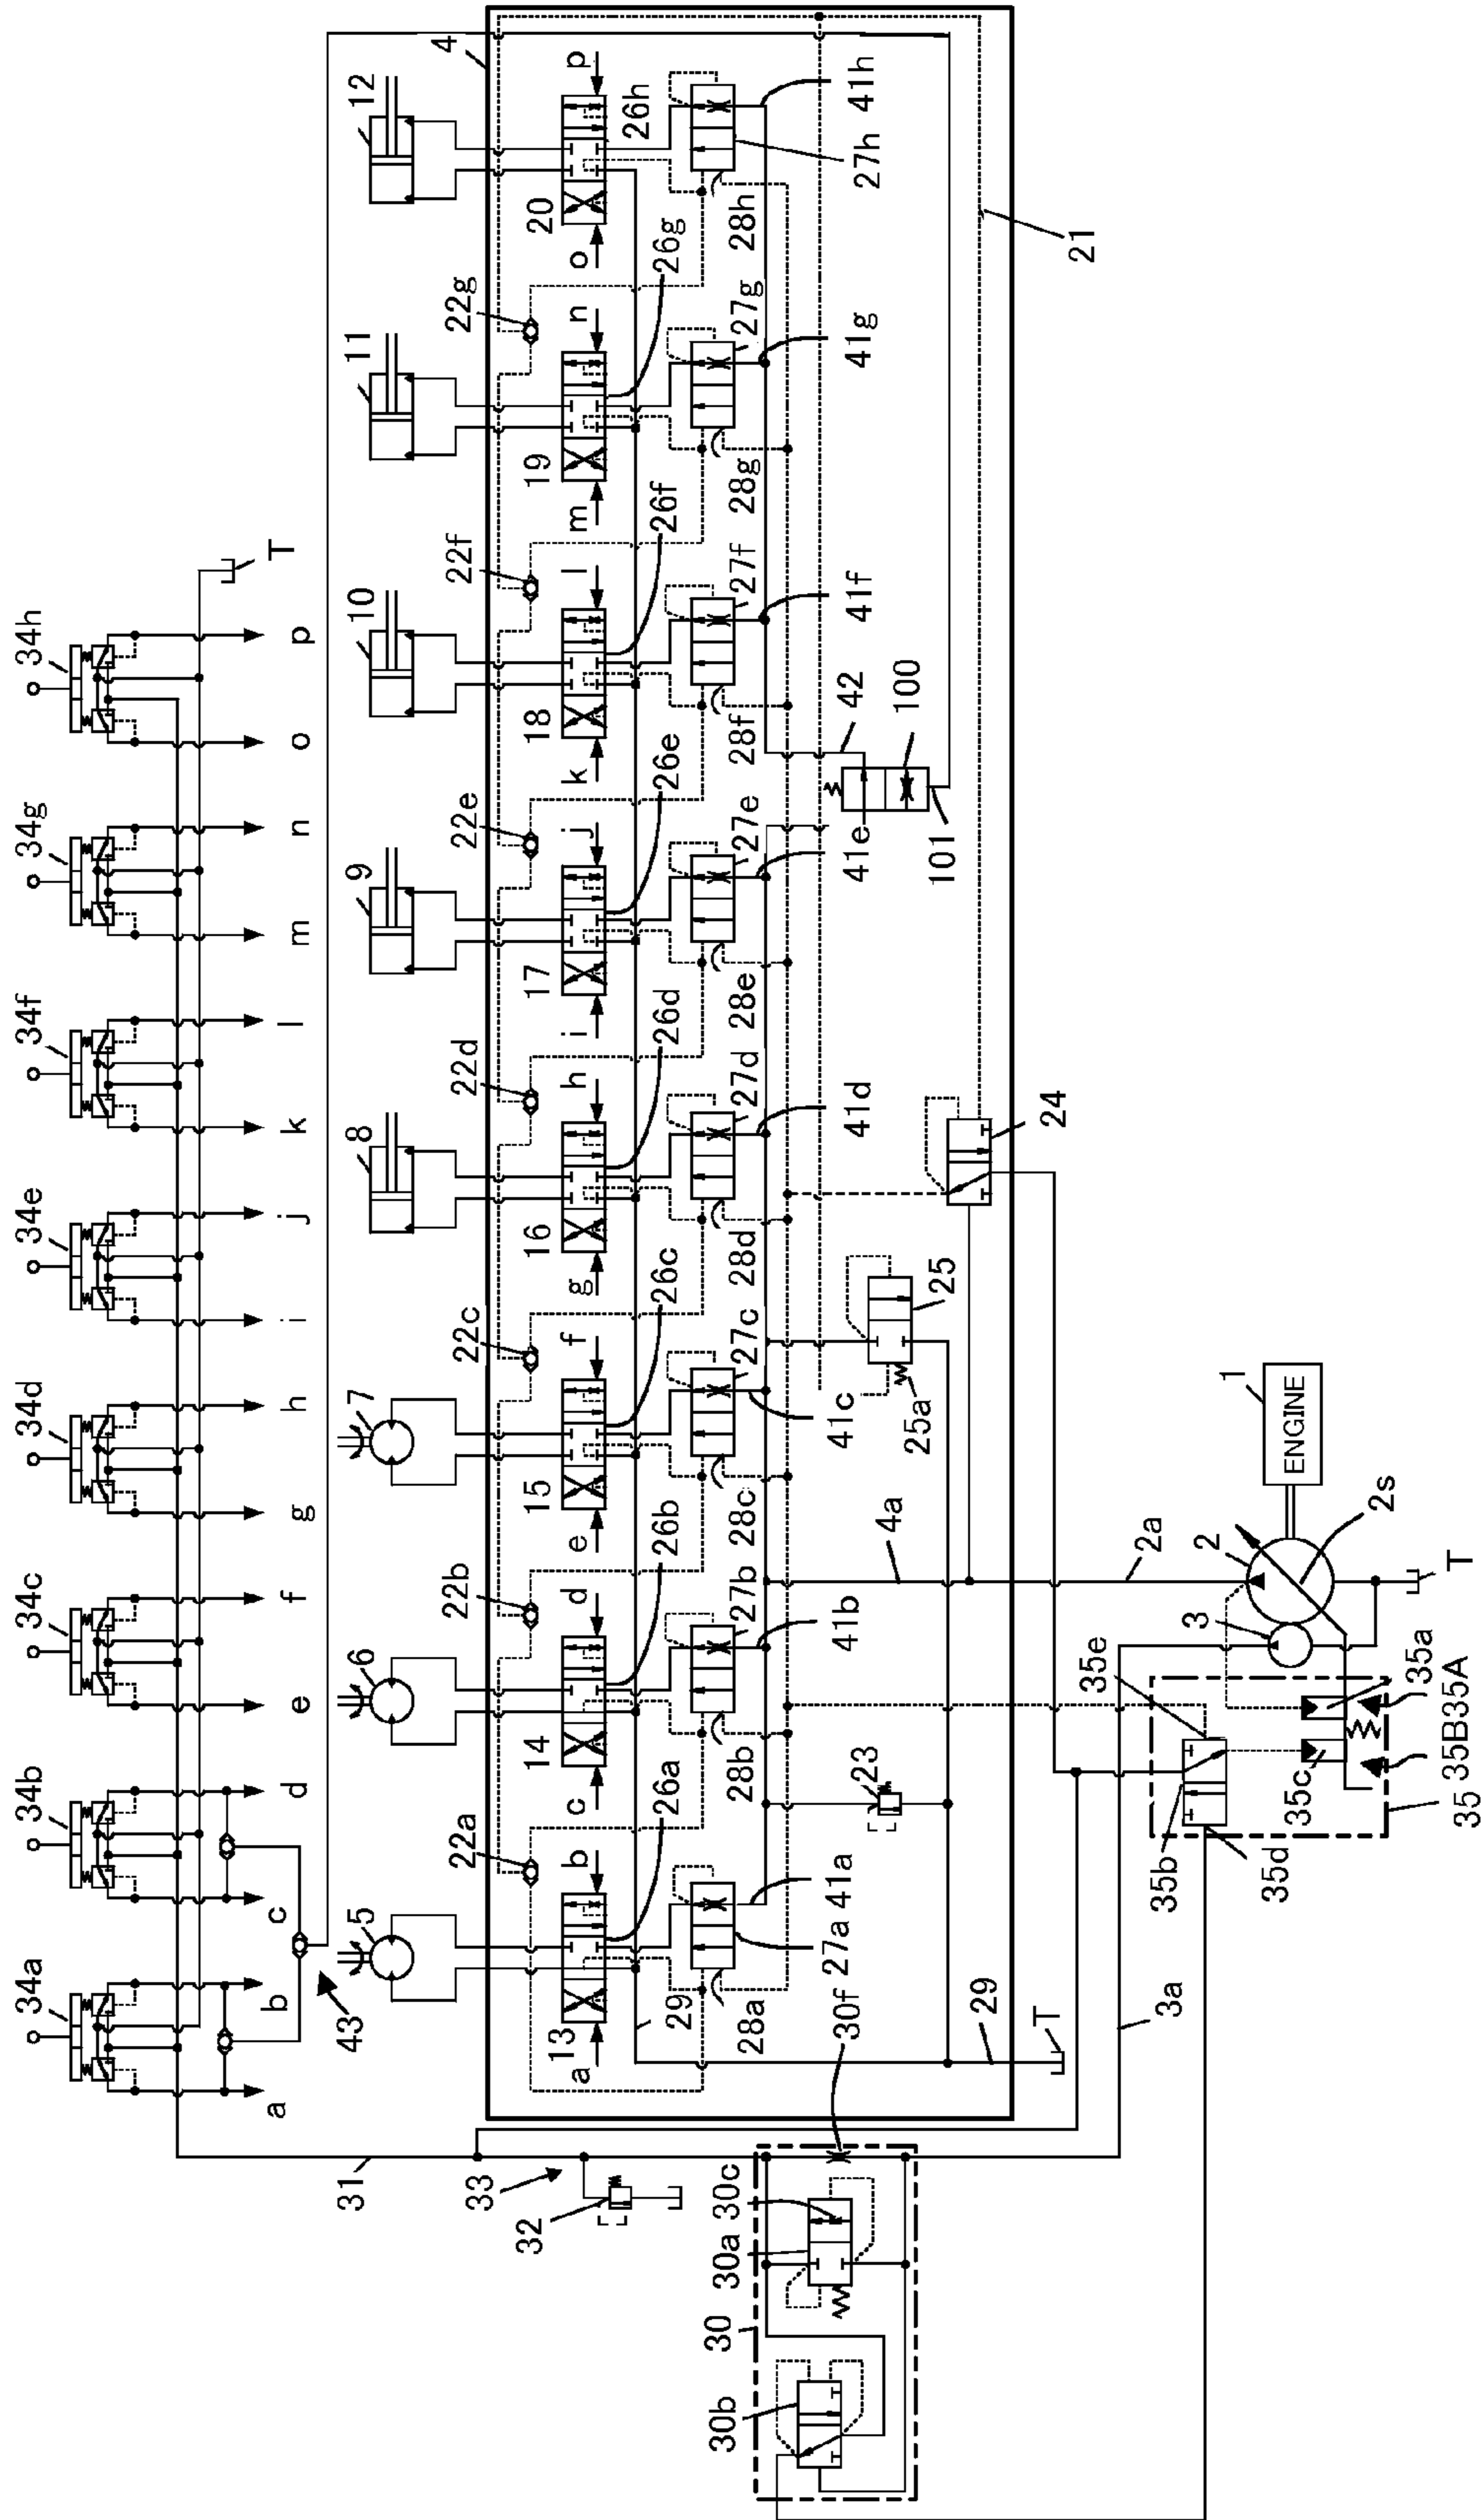 34a
34b
34c
34d
34e
34f
34g
34h
T
a
b
c
d
e
f
g
h
i
j
k
l
m
n
o
p
43
5
6
7
8
9
10
11
12
4
22a
22b
22c
22d
22e
22f
22g
13
14
15
16
17
18
19
20
a
b
c
d
e
f
g
h
i
j
k
l
m
n
o
p
26a
26b
26c
26d
26e
26f
26g
26h
29
28a
28b
28c
28d
28e
28f
28g
28h
27a
27b
27c
27d
27e
27f
27g
27h
41a
41b
41c
41d
41e
41f
41g
41h
42
100
101
23
25
25a
24
21
29
T
4a
2a
31
33
32
30
30a
30b
30c
30f
3a
35e
35b
35d
35c
35a
35A
35B
35
3
2
2s
T
1
ENGINE